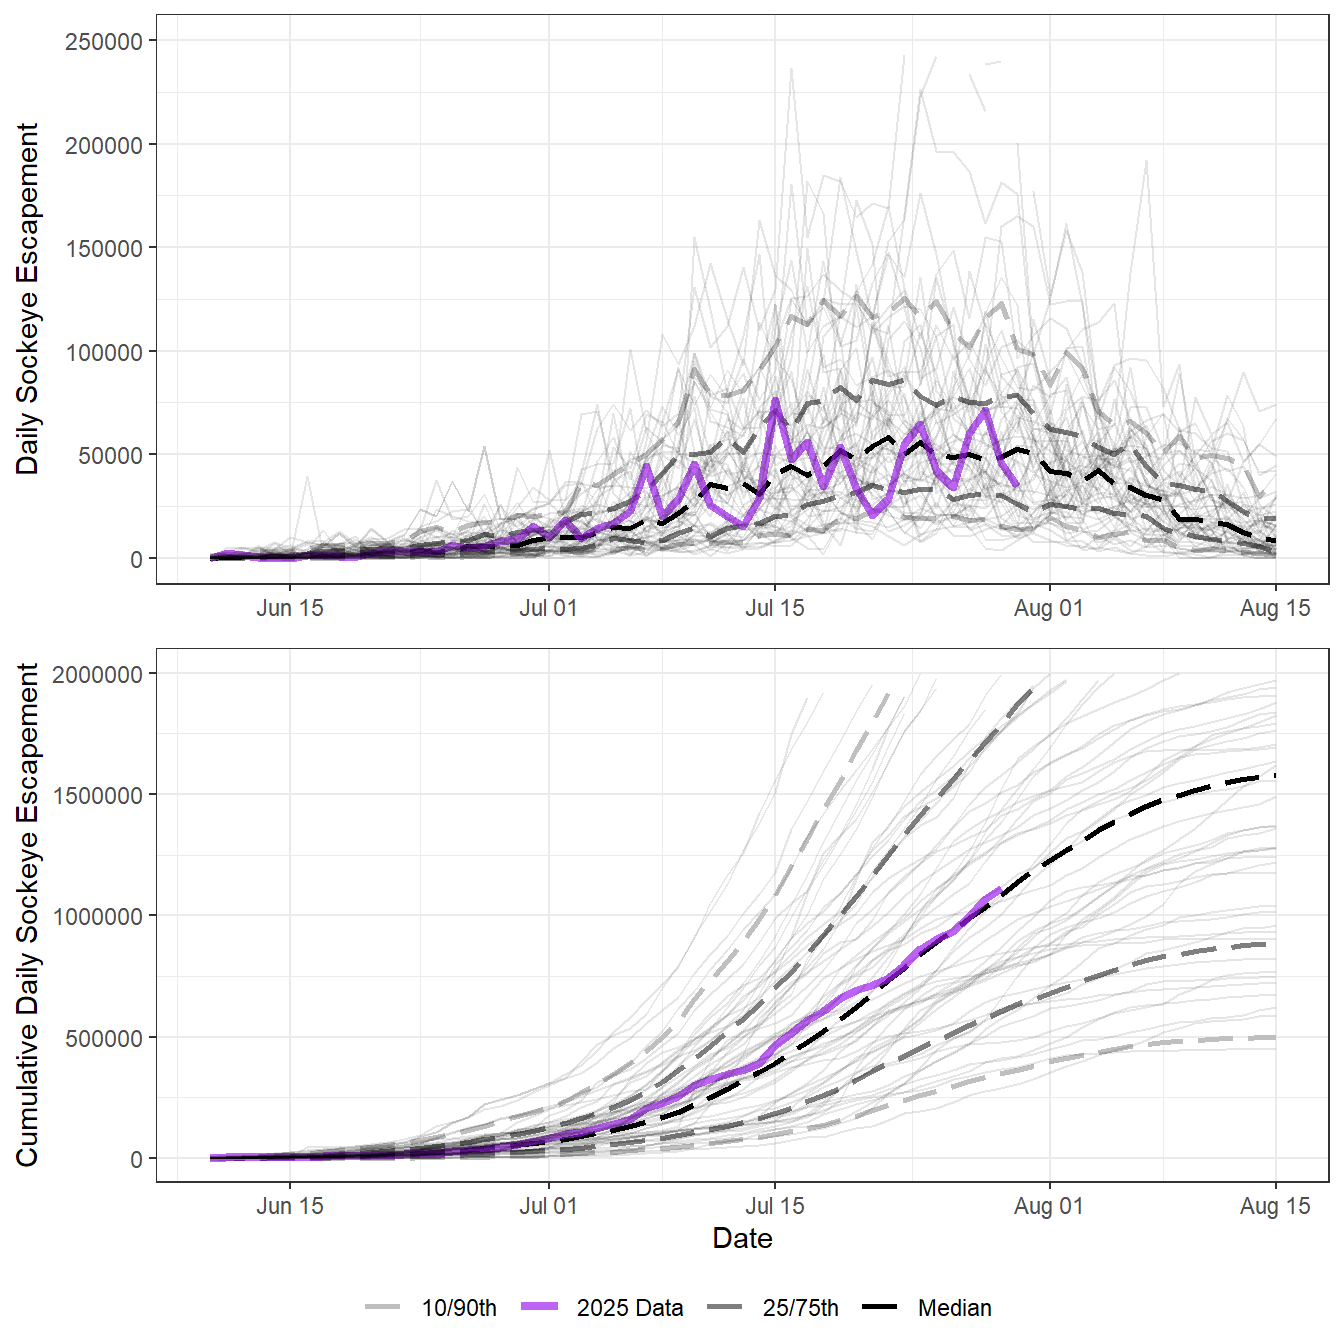 Daily Sockeye Escapement
250000
200000
150000
100000
50000
0
Jun 15 Jul 01 Jul 15 Aug 01 Aug 15
Cumulative Daily Sockeye Escapement
2000000
1500000
1000000
500000
0
Jun 15 Jul 01 Jul 15 Aug 01 Aug 15
Date
10/90th 2025 Data 25/75th Median